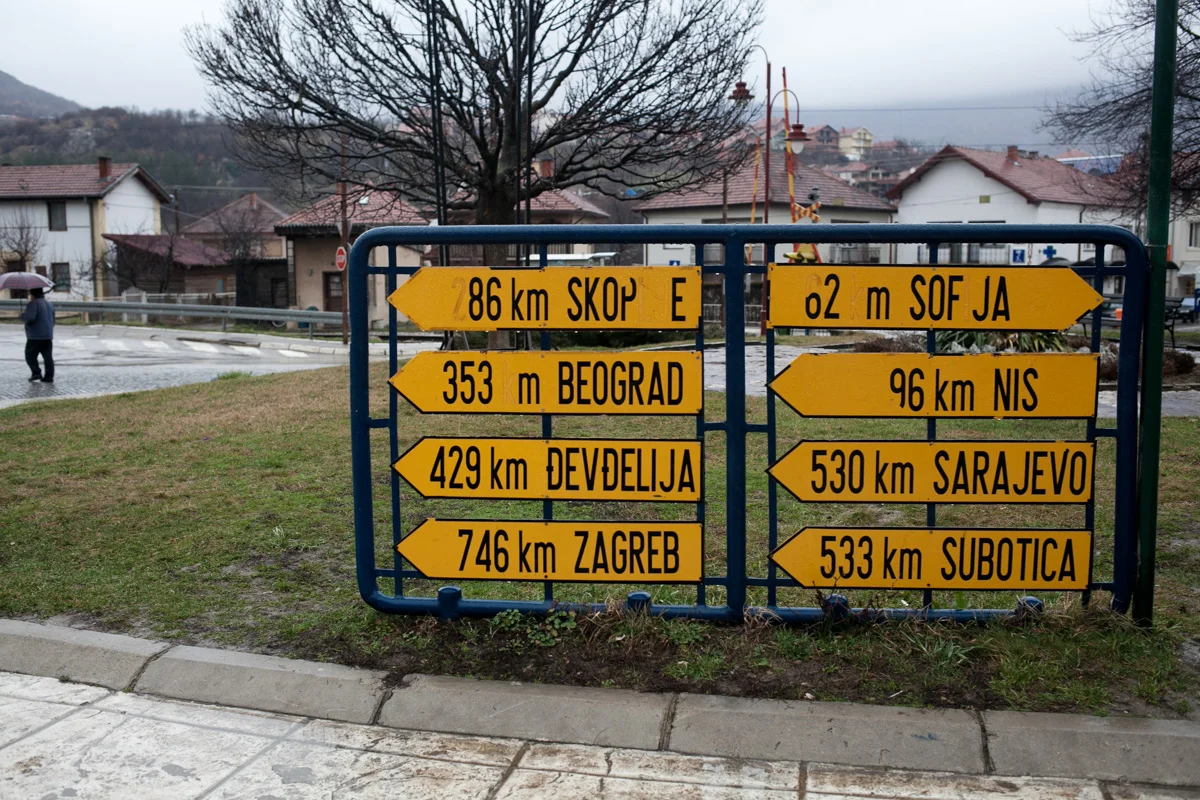 286 km SKOP E
353 m BEOGRAD
429 km ĐEVĐELIJA
746 km ZAGREB
62 m SOF JA
96 km NIS
530 km SARAJEVO
533 km SUBOTICA